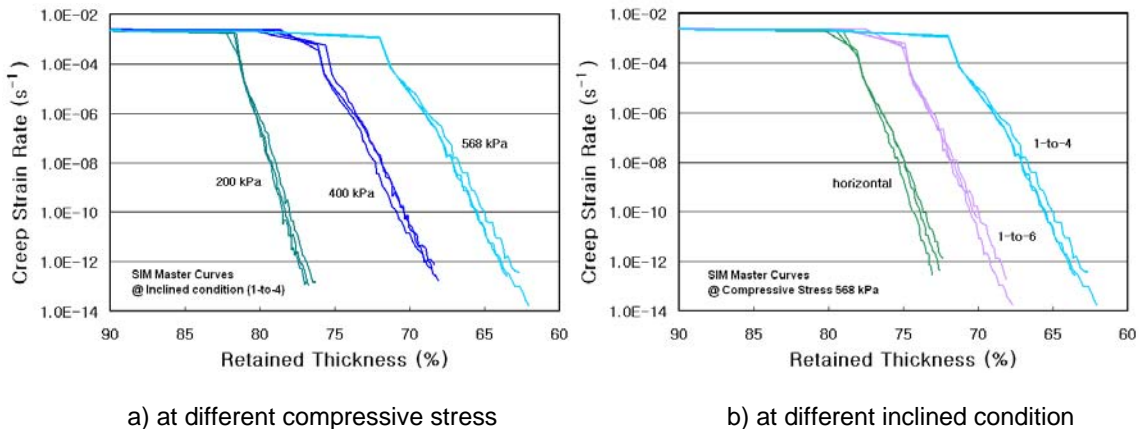 1.0E-02
1.0E-04
1.0E-06
1.0E-08
1.0E-10
1.0E-12
1.0E-14
Creep Strain Rate (s⁻¹)
200 kPa
400 kPa
568 kPa
SIM Master Curves
@ Inclined condition (1-to-4)
90 85 80 75 70 65 60
Retained Thickness (%)
a) at different compressive stress
1.0E-02
1.0E-04
1.0E-06
1.0E-08
1.0E-10
1.0E-12
1.0E-14
Creep Strain Rate (s⁻¹)
horizontal
1-to-6
1-to-4
SIM Master Curves
@ Compressive Stress 568 kPa
90 85 80 75 70 65 60
Retained Thickness (%)
b) at different inclined condition